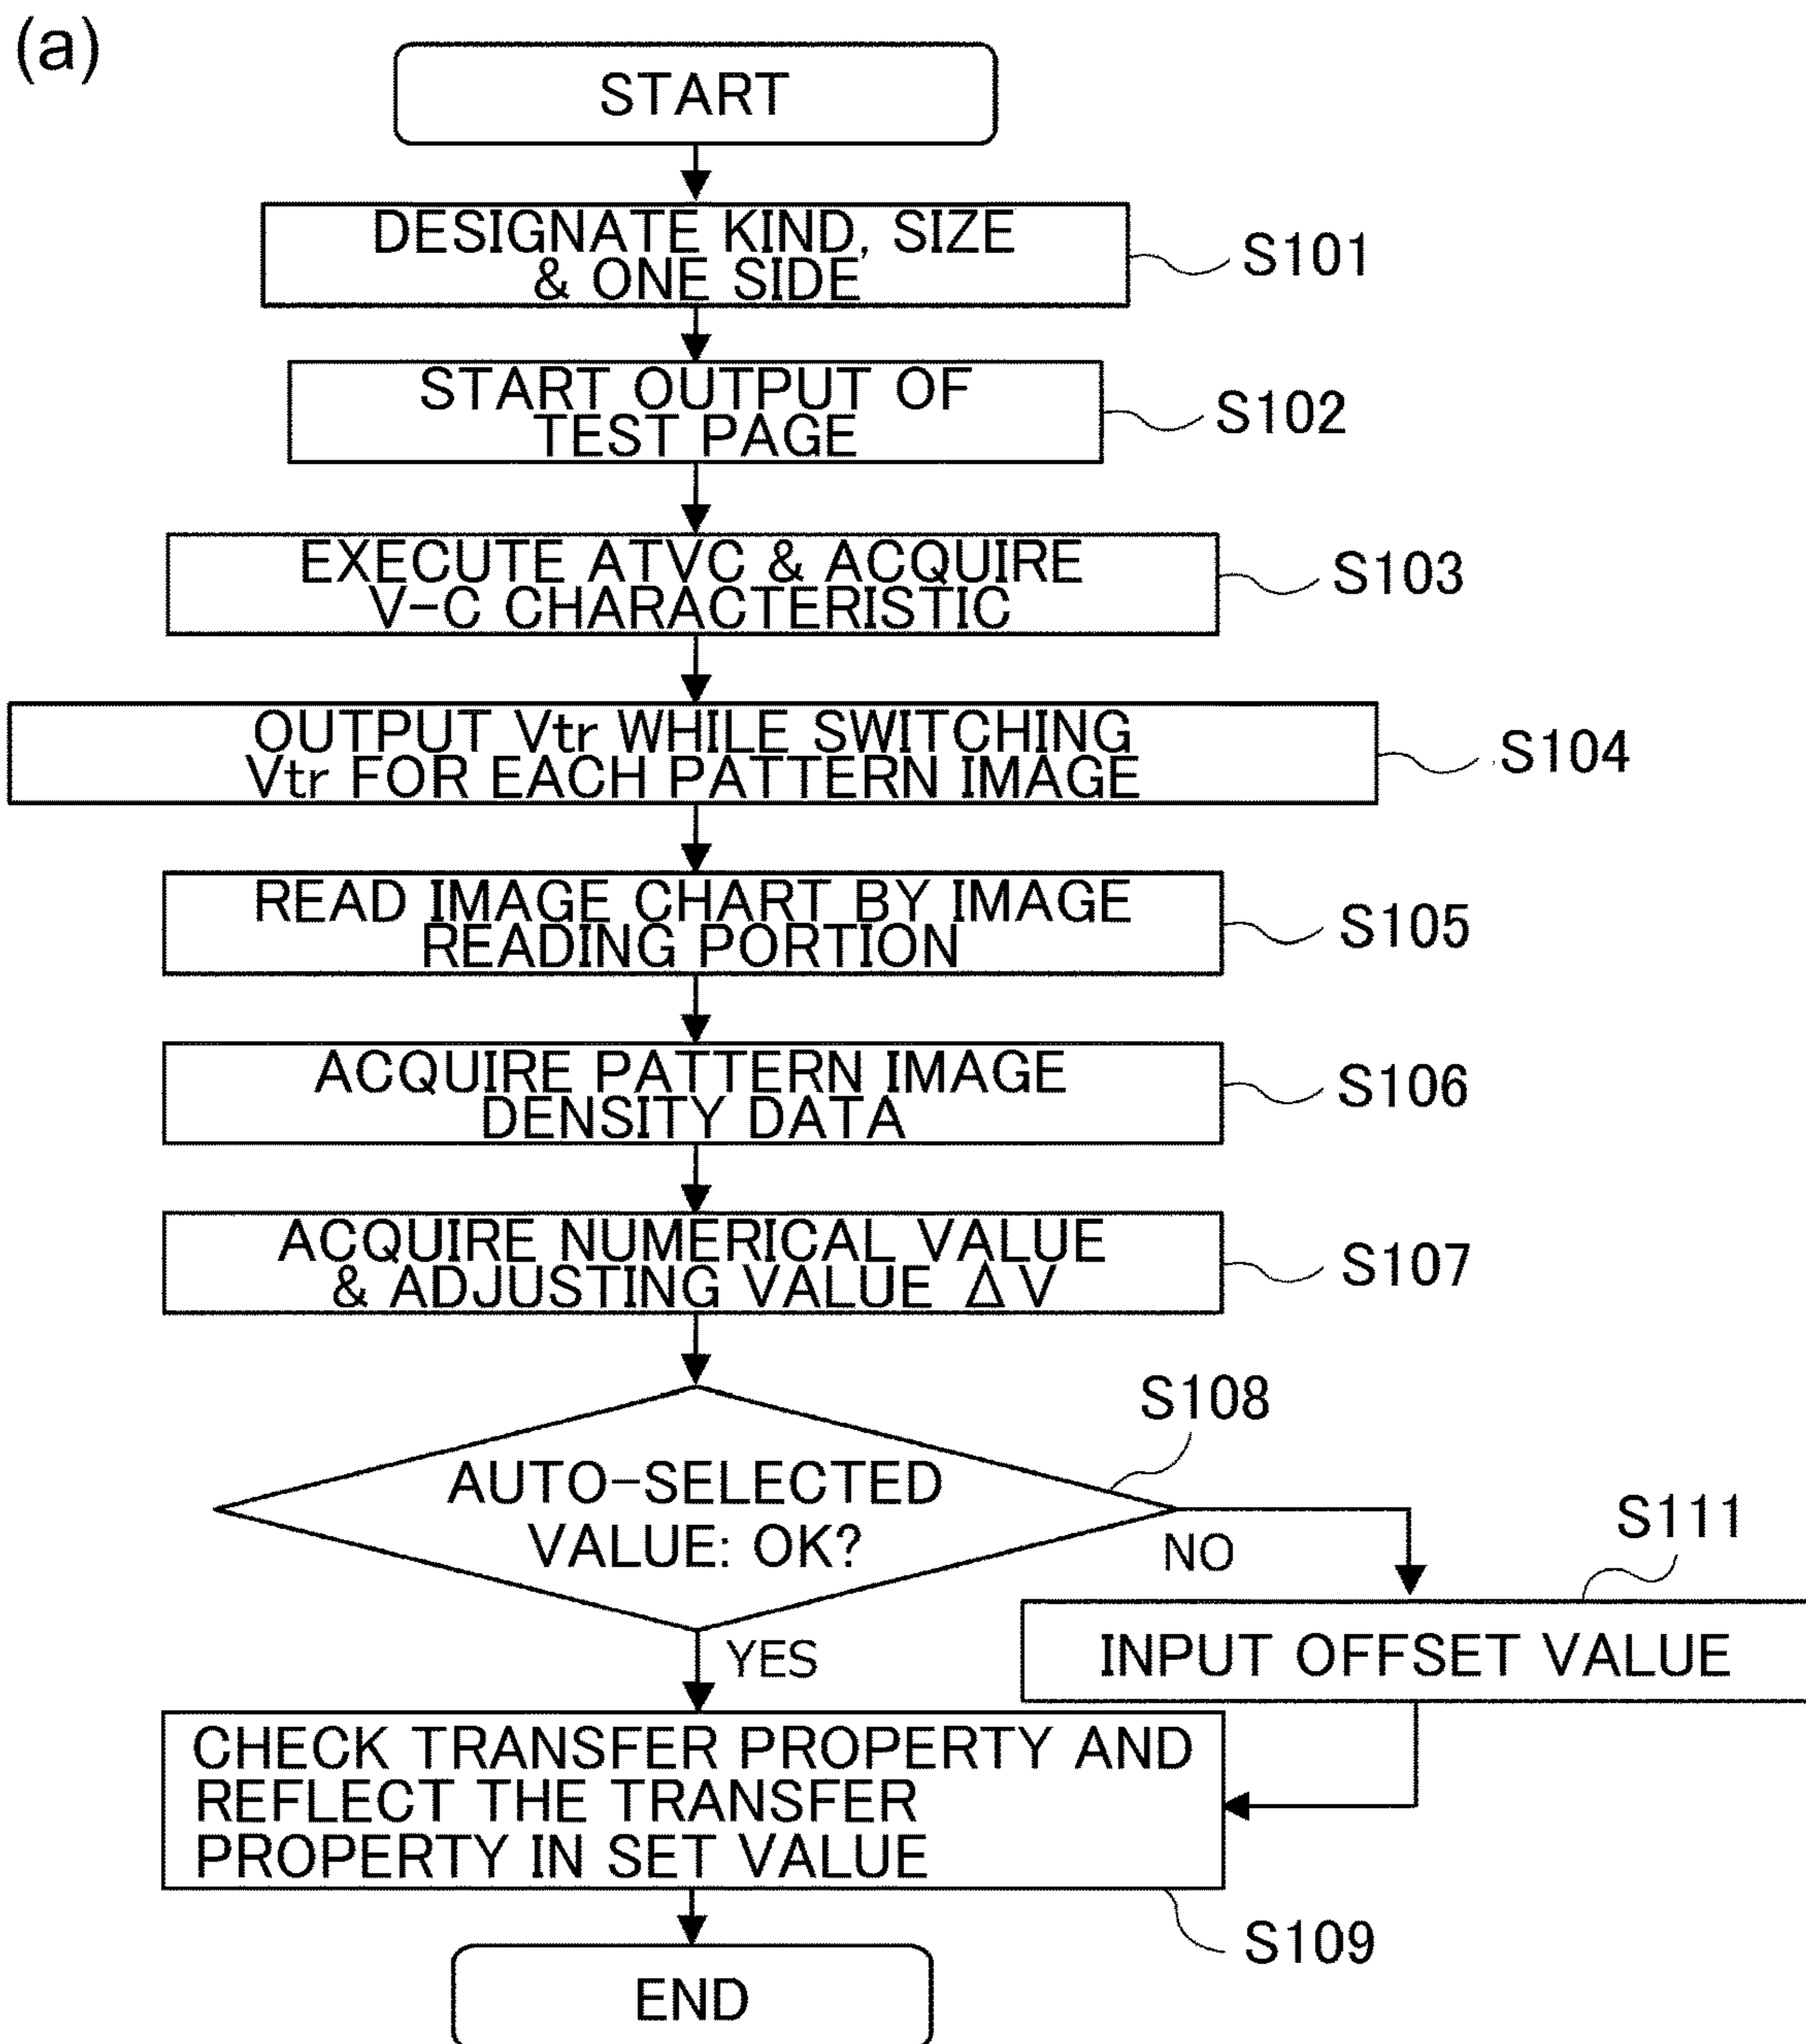 (a)
START
DESIGNATE KIND, SIZE
& ONE SIDE
S101
START OUTPUT OF
TEST PAGE
S102
EXECUTE ATVC & ACQUIRE
V-C CHARACTERISTIC
S103
OUTPUT Vtr WHILE SWITCHING
Vtr FOR EACH PATTERN IMAGE
S104
READ IMAGE CHART BY IMAGE
READING PORTION
S105
ACQUIRE PATTERN IMAGE
DENSITY DATA
S106
ACQUIRE NUMERICAL VALUE
& ADJUSTING VALUE ΔV
S107
S108
AUTO-SELECTED
VALUE: OK?
NO
S111
INPUT OFFSET VALUE
YES
CHECK TRANSFER PROPERTY AND
REFLECT THE TRANSFER
PROPERTY IN SET VALUE
S109
END